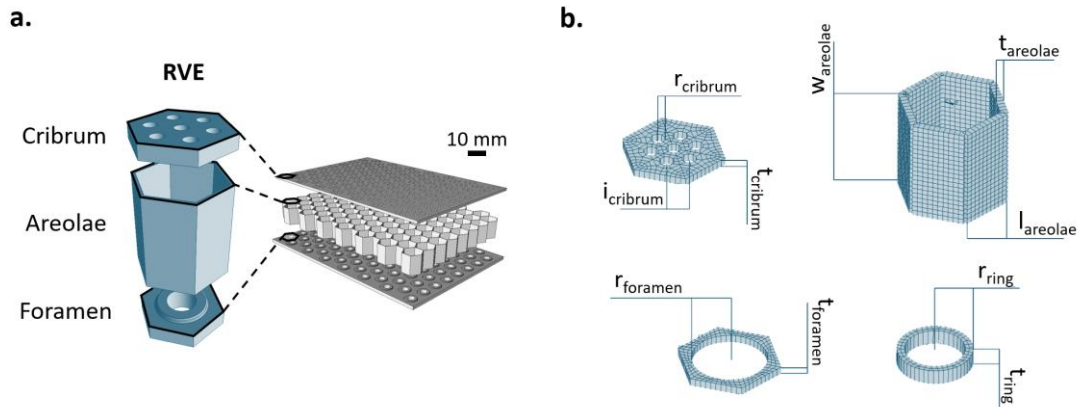 a.
RVE
Cribrum
Areolae
Foramen
10 mm
b.
r_cribrum
i_cribrum
t_cribrum
w_areolae
t_areolae
l_areolae
r_foramen
t_foramen
r_ring
t_ring